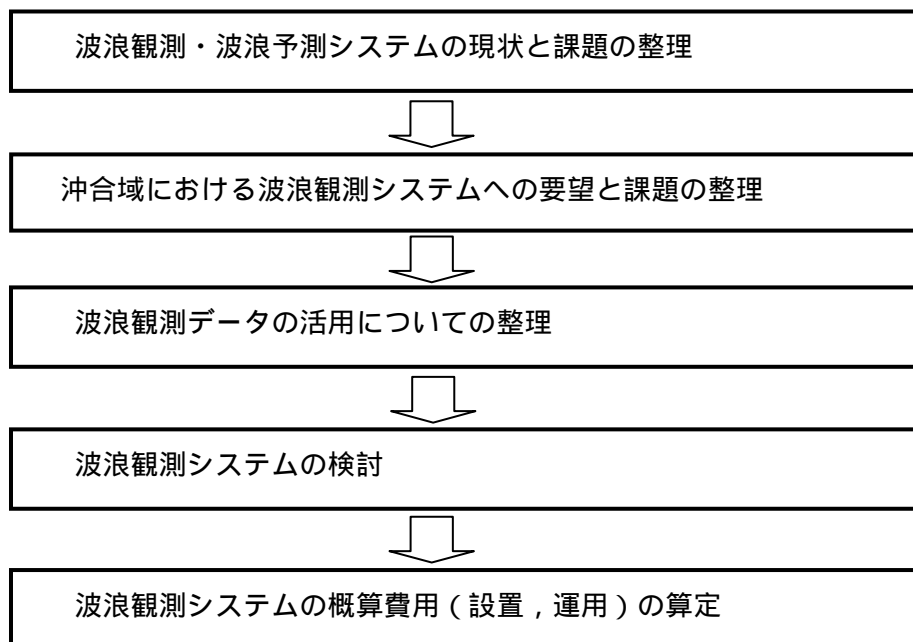 波浪観測・波浪予測システムの現状と課題の整理
沖合域における波浪観測システムへの要望と課題の整理
波浪観測データの活用についての整理
波浪観測システムの検討
波浪観測システムの概算費用（設置，運用）の算定